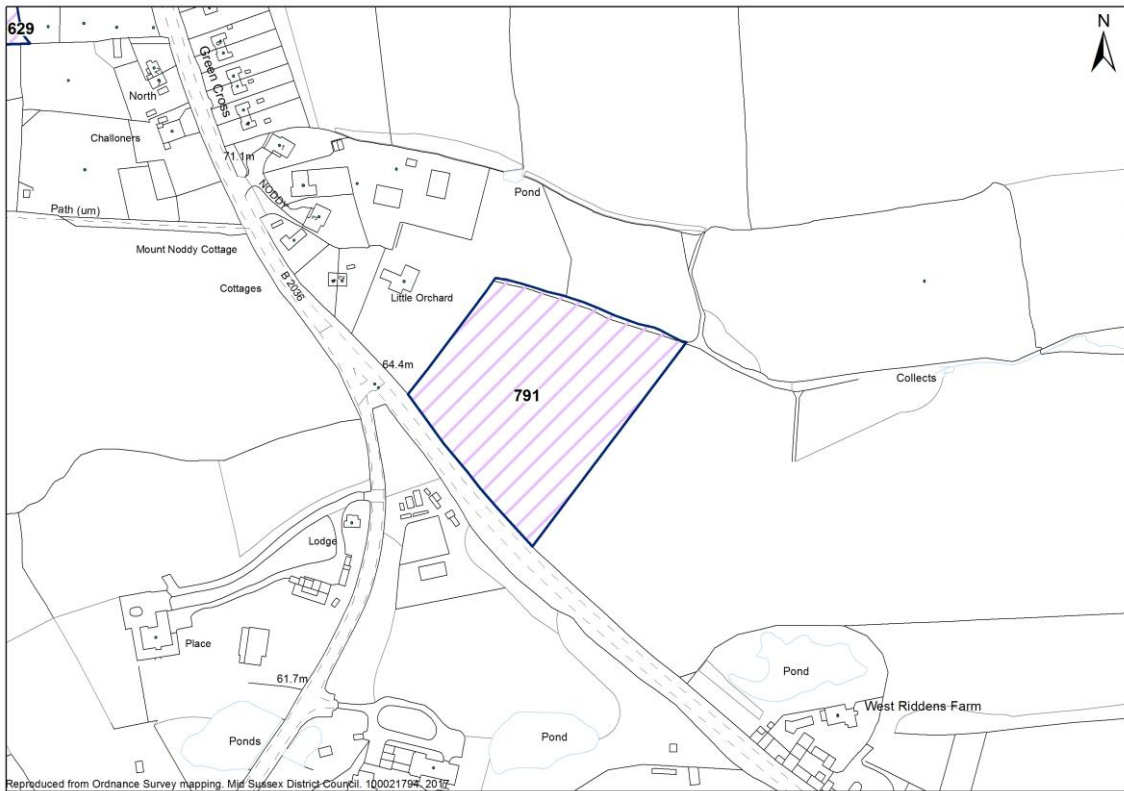 629
N
North
Green Cross
Challoners
71.1m
NODDY
Pond
Path (um)
Mount Noddy Cottage
Cottages
B 2036
Little Orchard
64.4m
Collects
791
Lodge
Place
61.7m
Pond
West Riddens Farm
Ponds
Pond
Reproduced from Ordnance Survey mapping. Mid Sussex District Council. 100021794, 2017